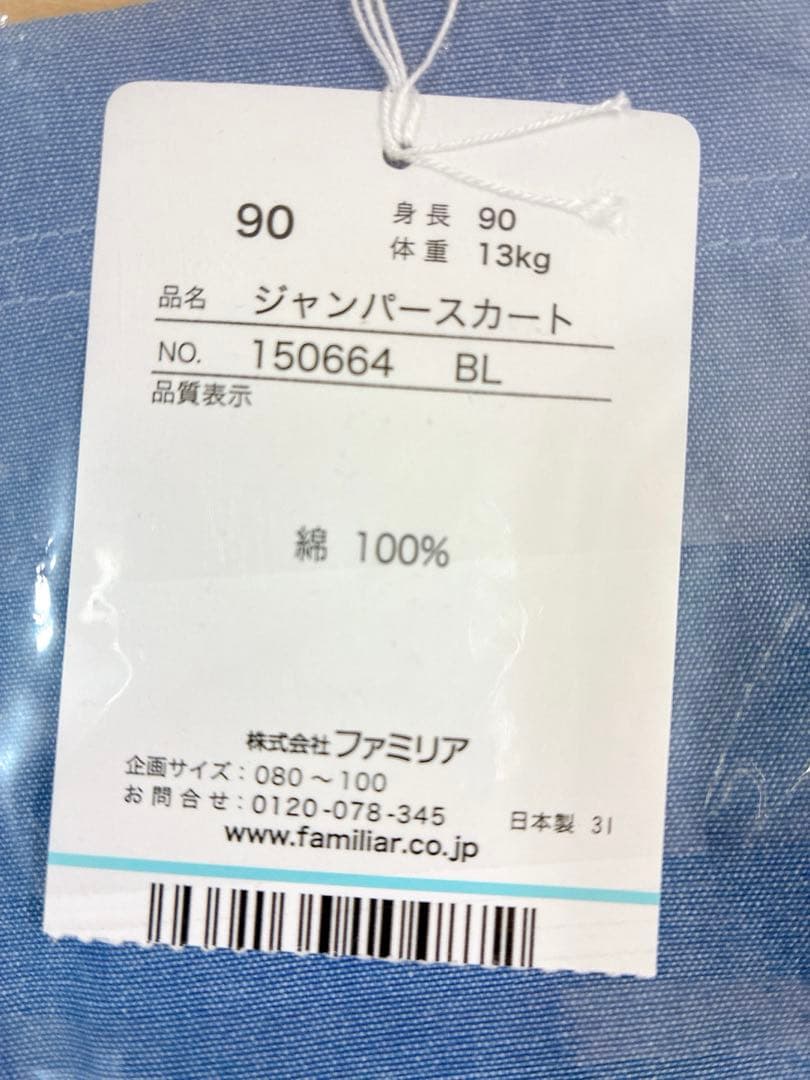 90 身長 90
体重 13kg
品名 ジャンパースカート
NO. 150664 BL
品質表示
綿 100%
株式会社ファミリア
企画サイズ：080～100
お問合せ：0120-078-345 日本製 31
www.familiar.co.jp